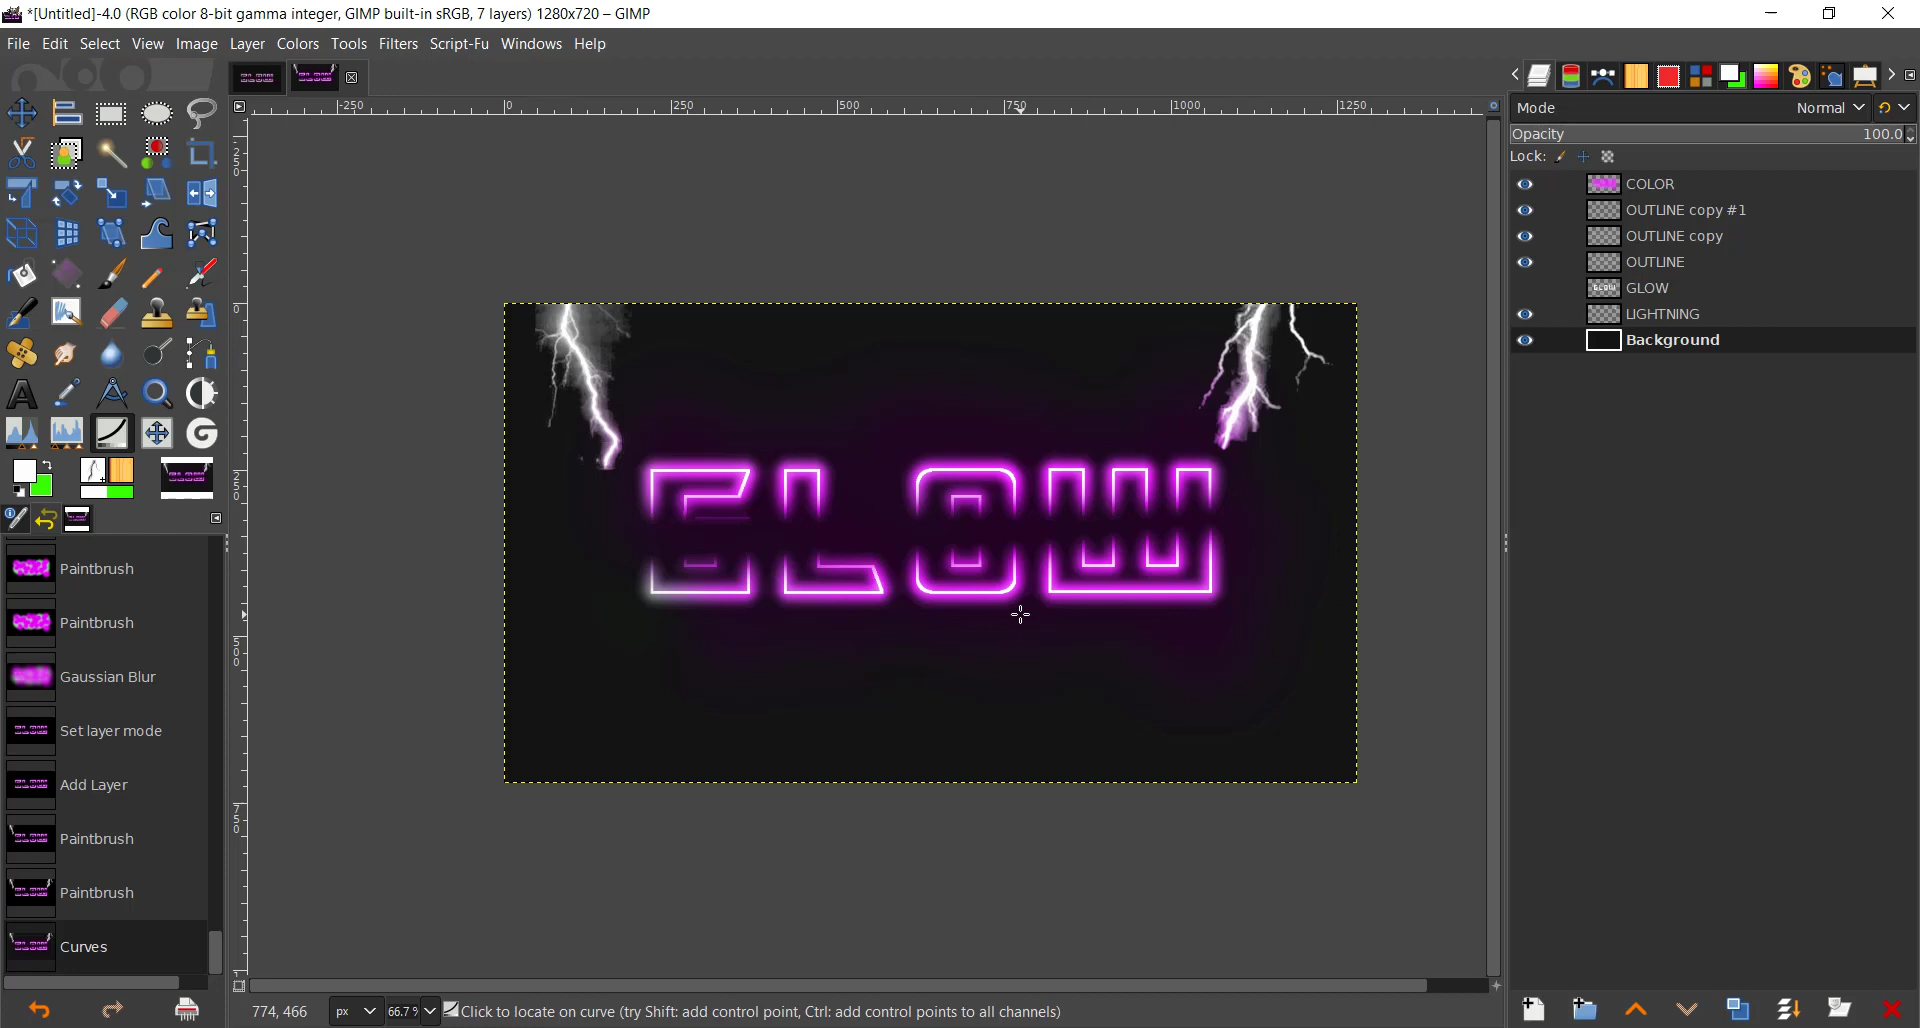 *[Untitled]-4.0 (RGB color 8-bit gamma integer, GIMP built-in sRGB, 7 layers) 1280x720 – GIMP
File Edit Select View Image Layer Colors Tools Filters Script-Fu Windows Help
-250 0 250 500 750 1000 1250
Mode Normal
Opacity 100.0
Lock:
COLOR
OUTLINE copy #1
OUTLINE copy
OUTLINE
GLOW
LIGHTNING
Background
GLOW
Paintbrush
Paintbrush
Gaussian Blur
Set layer mode
Add Layer
Paintbrush
Paintbrush
Curves
774, 466 px 66.7 Click to locate on curve (try Shift: add control point, Ctrl: add control points to all channels)